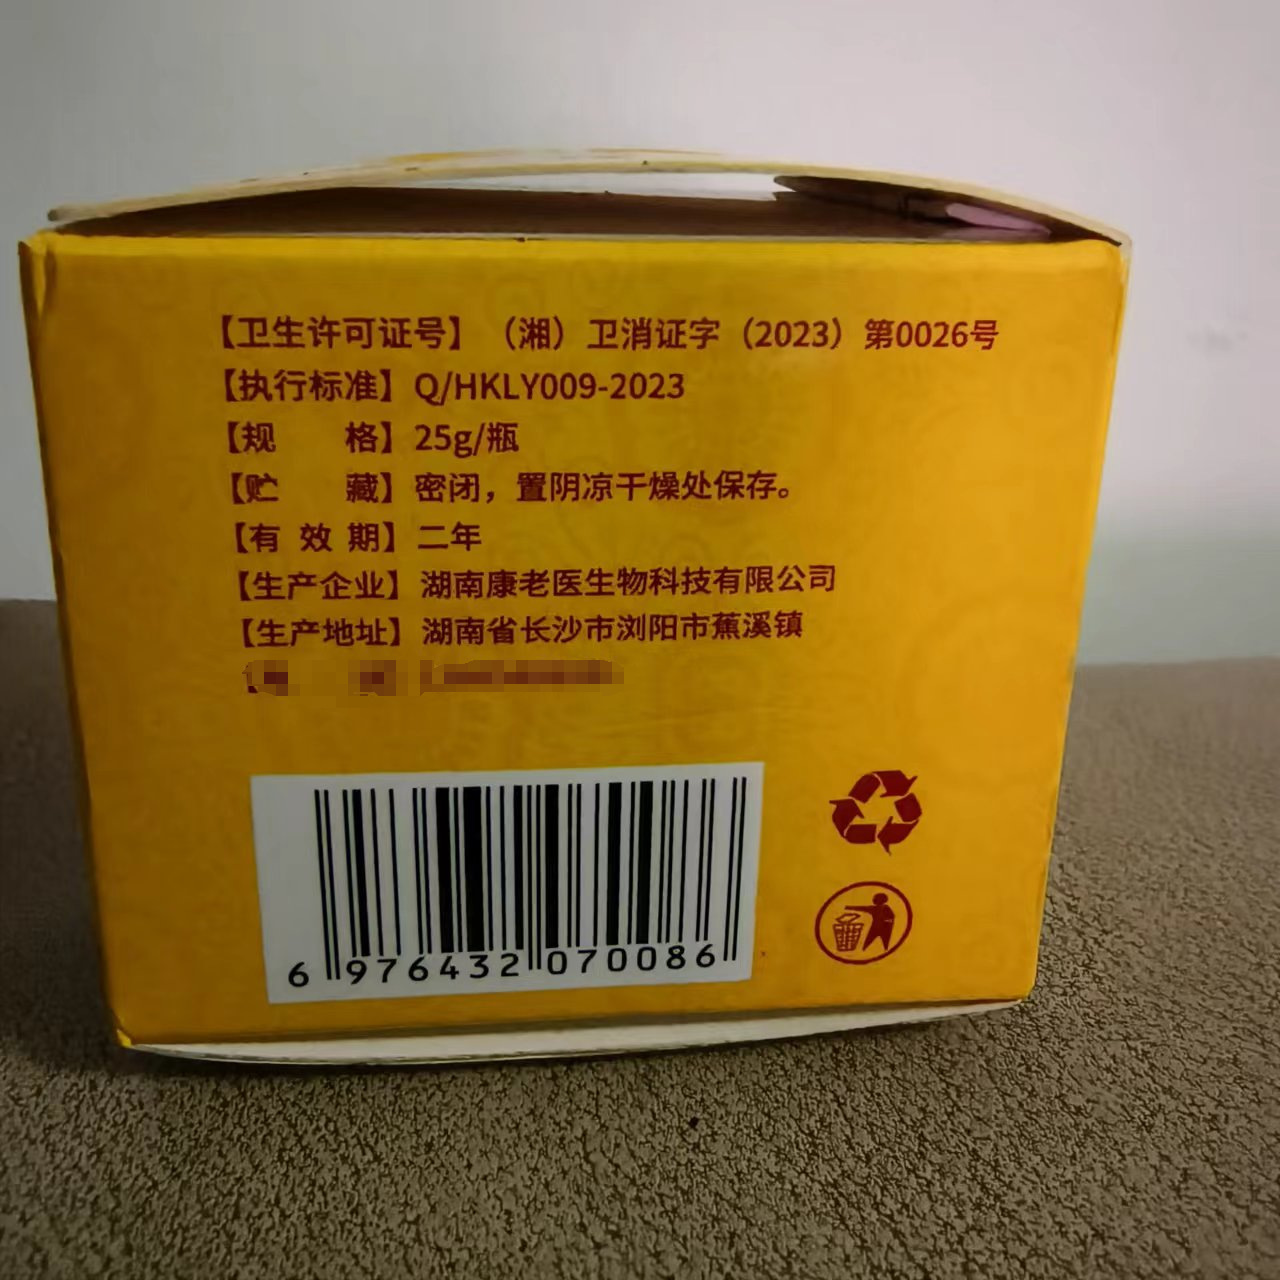 【卫生许可证号】（湘）卫消证字（2023）第0026号
【执行标准】Q/HKLY009-2023
【规 格】25g/瓶
【贮 藏】密闭，置阴凉干燥处保存。
【有 效 期】二年
【生产企业】湖南康老医生物科技有限公司
【生产地址】湖南省长沙市浏阳市蕉溪镇
6 976432 070086